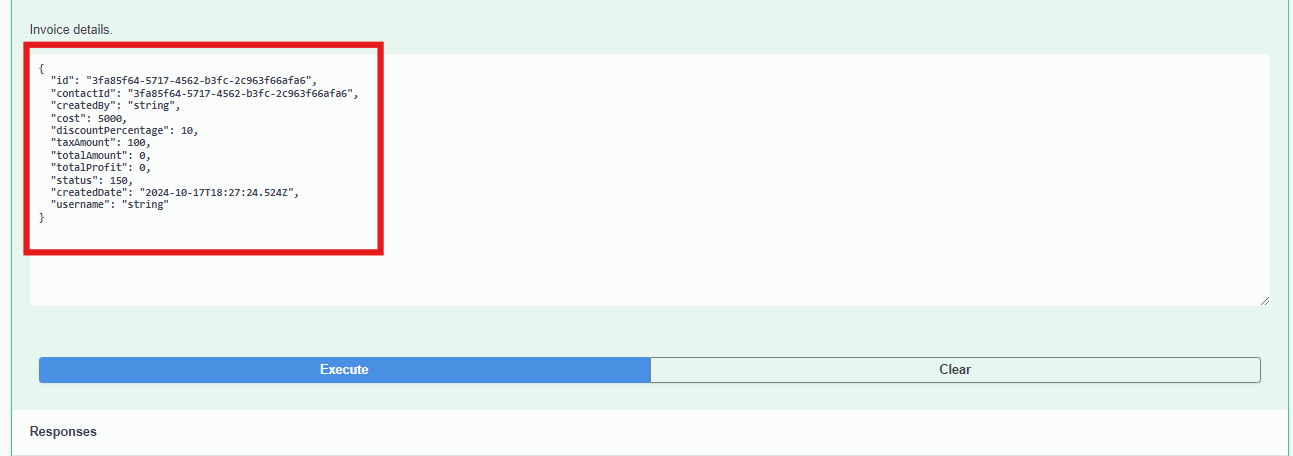 Invoice details.
{
  "id": "3fa85f64-5717-4562-b3fc-2c963f66afa6",
  "contactId": "3fa85f64-5717-4562-b3fc-2c963f66afa6",
  "createdBy": "string",
  "cost": 5000,
  "discountPercentage": 10,
  "taxAmount": 100,
  "totalAmount": 0,
  "totalProfit": 0,
  "status": 150,
  "createdDate": "2024-10-17T18:27:24.524Z",
  "username": "string"
}
Execute
Clear
Responses